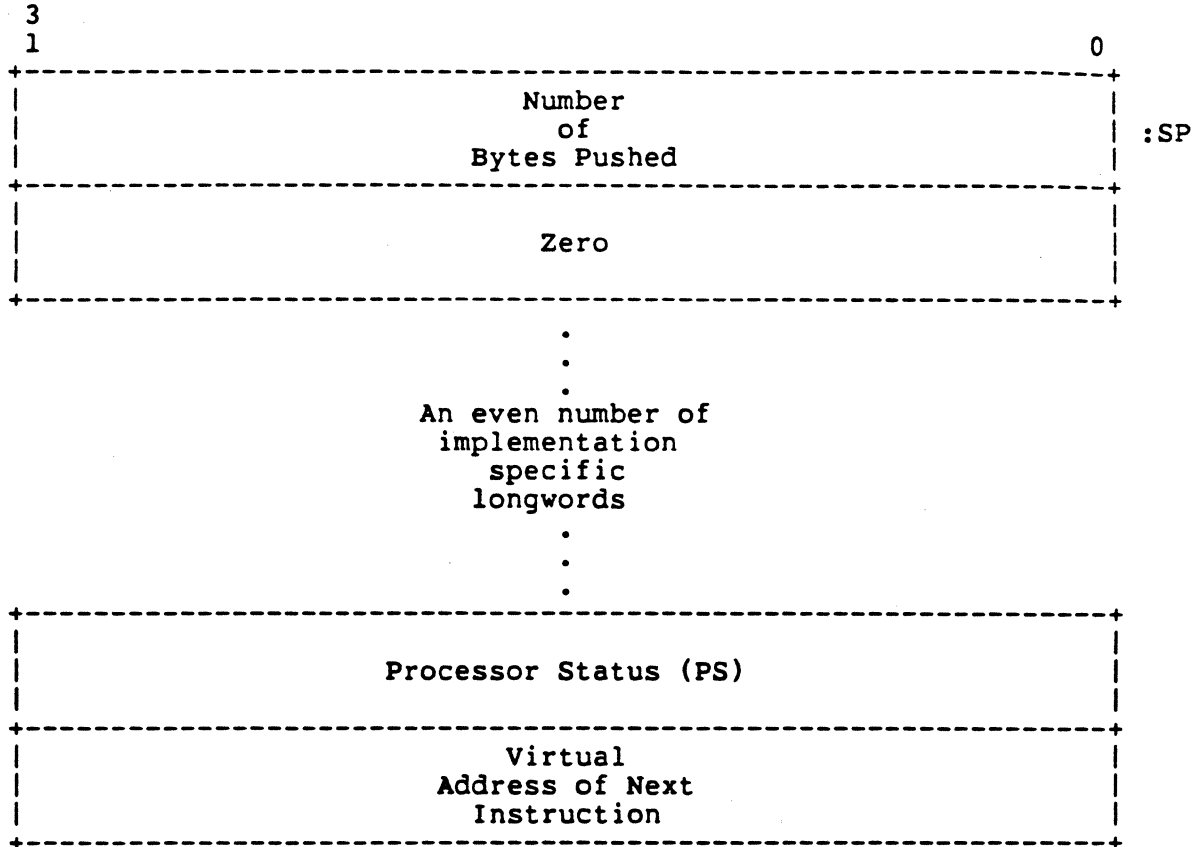 3
1 0
Number
of
Bytes Pushed
:SP
Zero
.
.
.
An even number of
implementation
specific
longwords
.
.
.
Processor Status (PS)
Virtual
Address of Next
Instruction